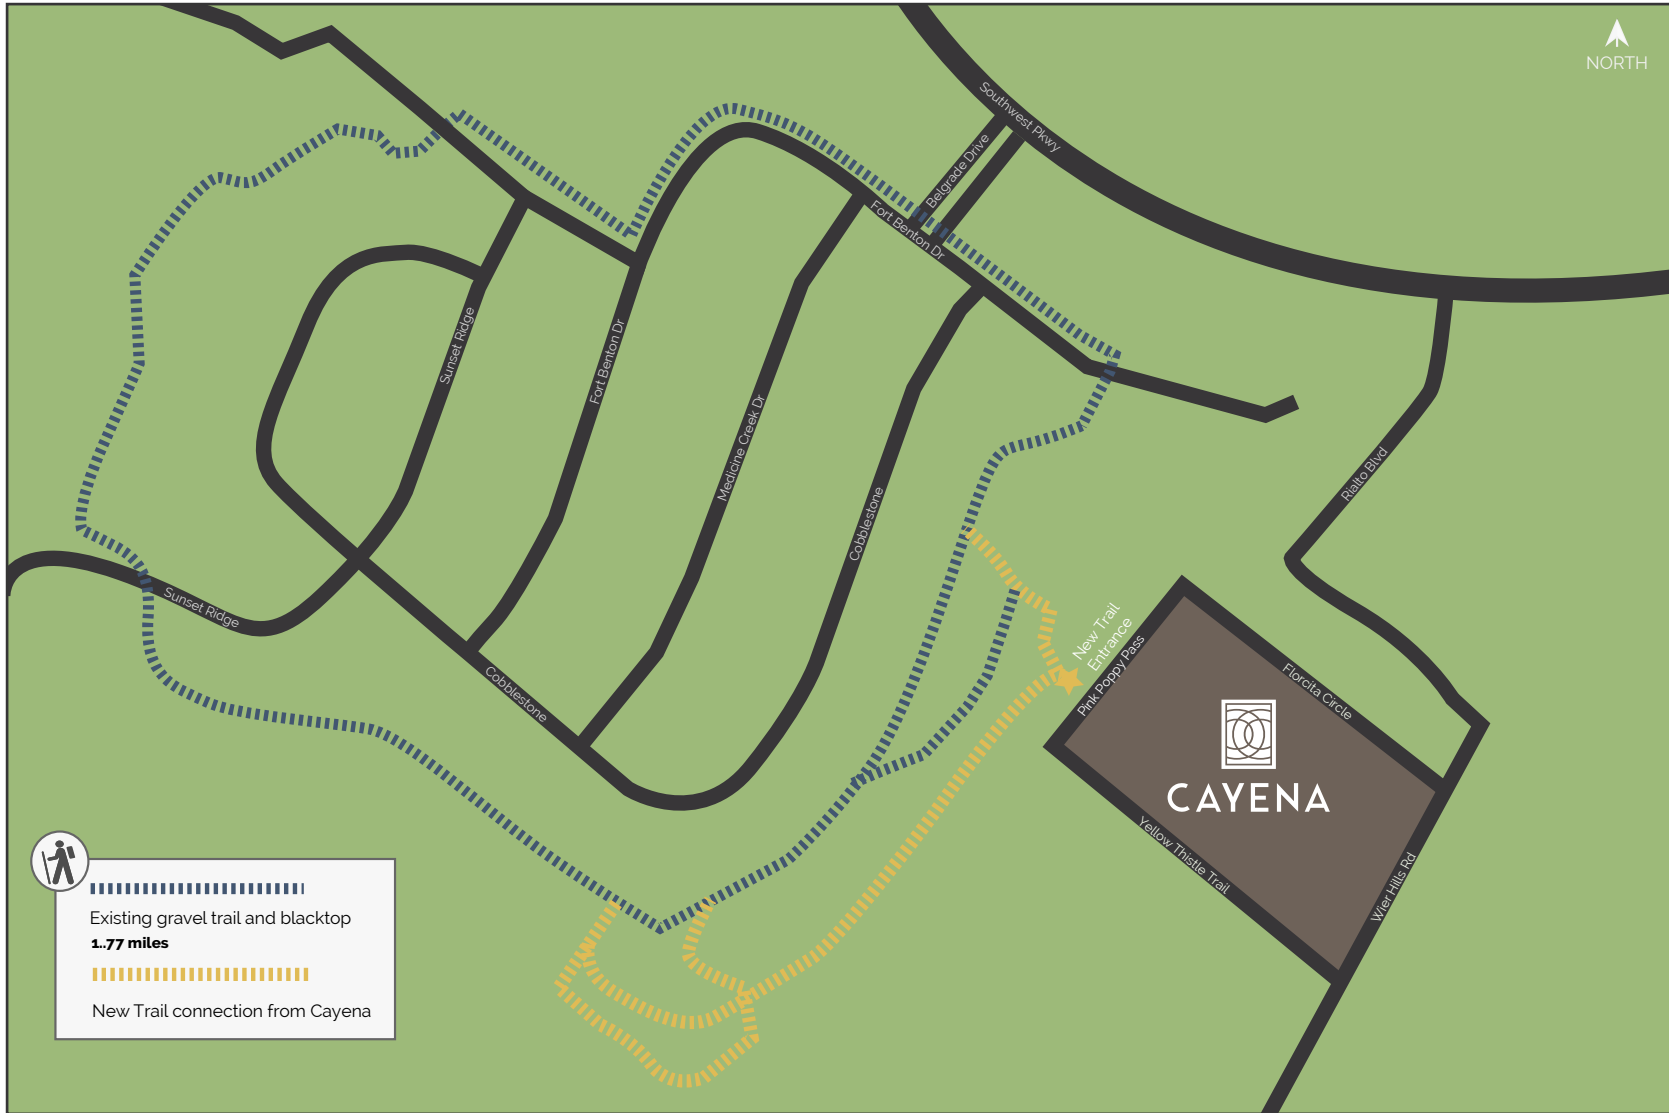 NORTH
Southwest Pkwy
Belgrade Drive
Fort Benton Dr
Sunset Ridge
Fort Benton Dr
Medicine Creek Dr
Cobblestone
Rialto Blvd
Sunset Ridge
Cobblestone
New Trail
Entrance
Pink Poppy Pass
Florcita Circle
CAYENA
Yellow Thistle Trail
Wier Hills Rd
Existing gravel trail and blacktop
1..77 miles
New Trail connection from Cayena